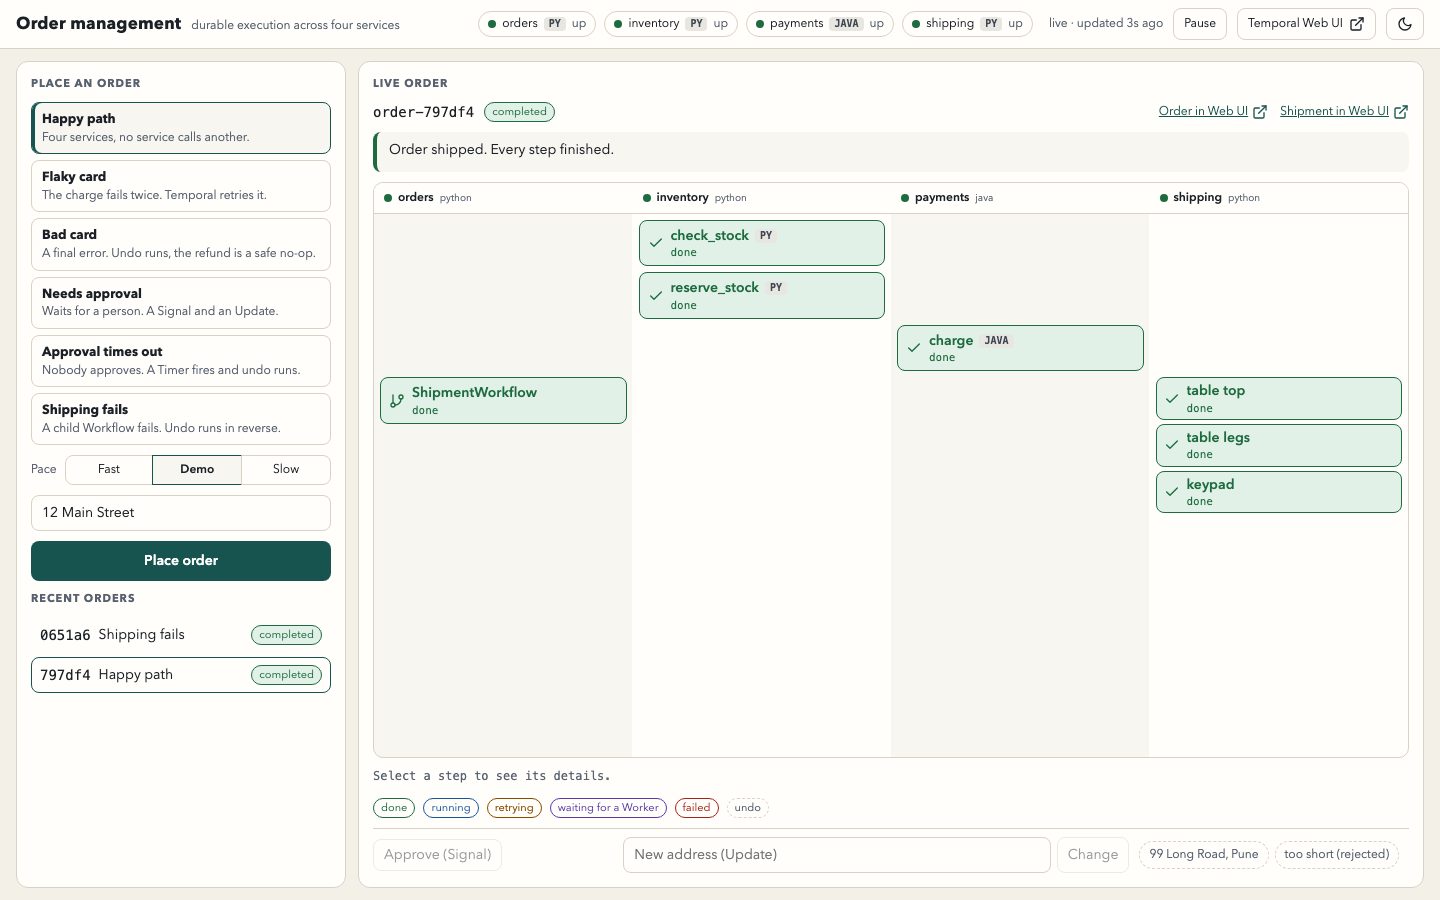 Order management durable execution across four services
orders PY up
inventory PY up
payments JAVA up
shipping PY up
live · updated 3s ago
Pause
Temporal Web UI
PLACE AN ORDER
Happy path
Four services, no service calls another.
Flaky card
The charge fails twice. Temporal retries it.
Bad card
A final error. Undo runs, the refund is a safe no-op.
Needs approval
Waits for a person. A Signal and an Update.
Approval times out
Nobody approves. A Timer fires and undo runs.
Shipping fails
A child Workflow fails. Undo runs in reverse.
Pace Fast Demo Slow
12 Main Street
Place order
RECENT ORDERS
0651a6 Shipping fails completed
797df4 Happy path completed
LIVE ORDER
order-797df4 completed
Order in Web UI Shipment in Web UI
Order shipped. Every step finished.
orders python inventory python payments java shipping python
check_stock PY
done
reserve_stock PY
done
charge JAVA
done
ShipmentWorkflow
done
table top
done
table legs
done
keypad
done
Select a step to see its details.
done running retrying waiting for a Worker failed undo
Approve (Signal) New address (Update) Change 99 Long Road, Pune too short (rejected)